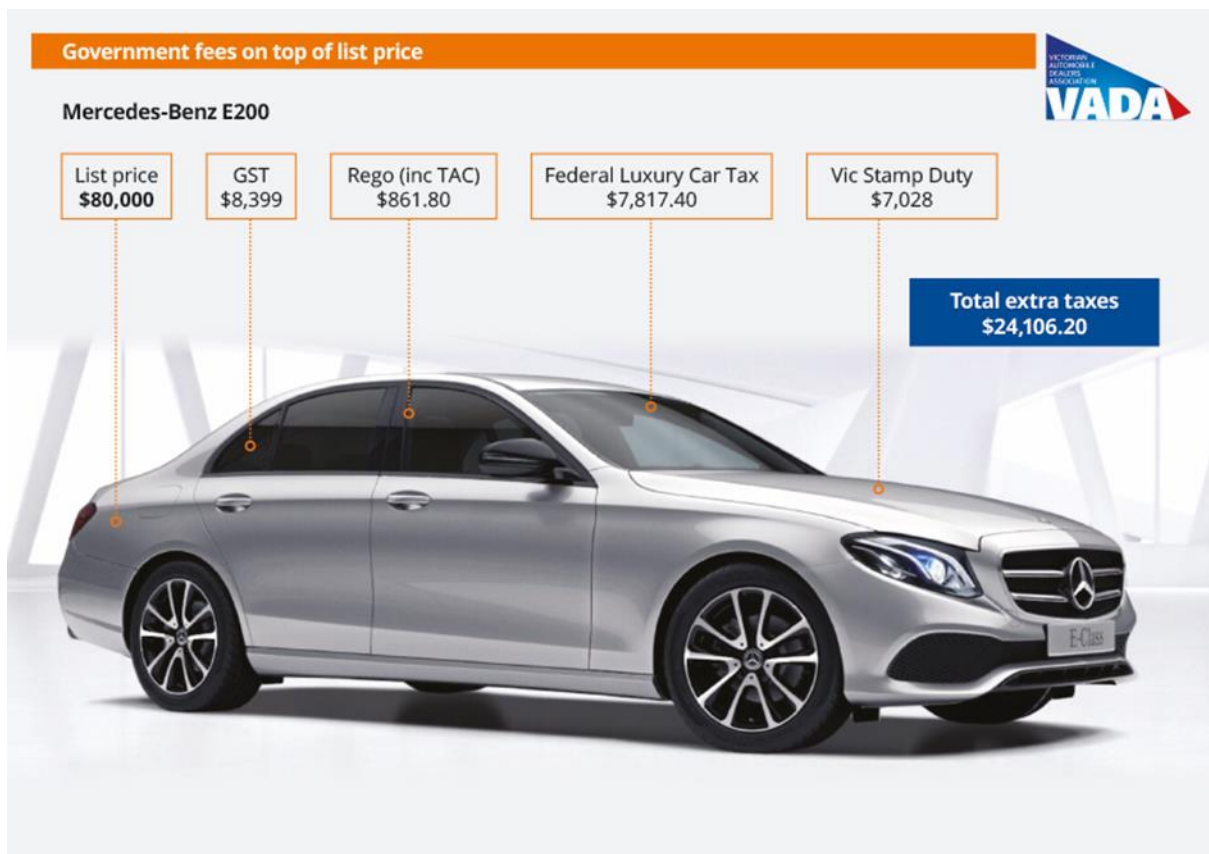 Government fees on top of list price
VICTORIAN
AUTOMOBILE
DEALERS
ASSOCIATION
VADA
Mercedes-Benz E200
List price
$80,000
GST
$8,399
Rego (inc TAC)
$861.80
Federal Luxury Car Tax
$7,817.40
Vic Stamp Duty
$7,028
Total extra taxes
$24,106.20
E-Class